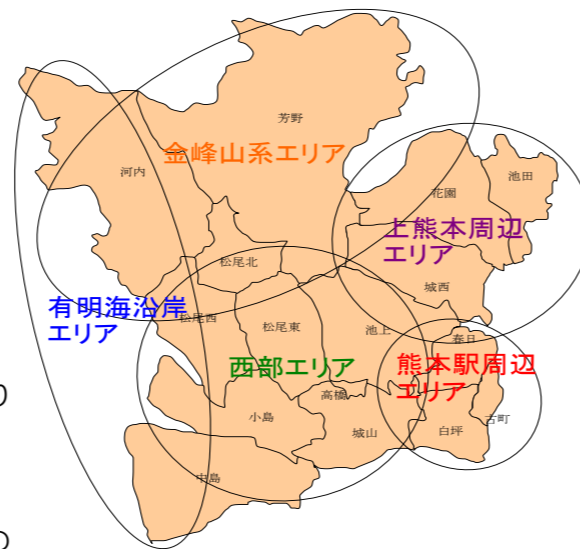 芳野
金峰山系エリア
河内
池田
花園
上熊本周辺
エリア
松尾北
城西
有明海沿岸
エリア
松尾西
松尾東
池上
春日
西部エリア
熊本駅周辺
エリア
高橋
小島
城山
白坪
古町
中島